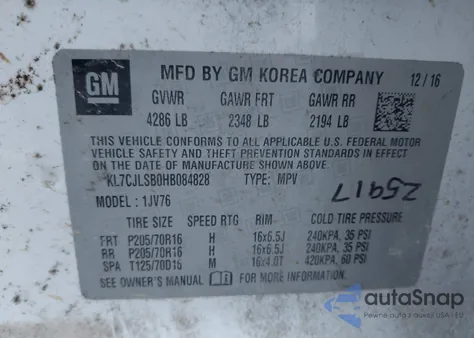 GM
MFD BY GM KOREA COMPANY 12/16
GVWR GAWR FRT GAWR RR
4286 LB 2348 LB 2194 LB
THIS VEHICLE CONFORMS TO ALL APPLICABLE U.S. FEDERAL MOTOR
VEHICLE SAFETY AND THEFT PREVENTION STANDARDS IN
EFFECT ON THE DATE OF MANUFACTURE SHOWN ABOVE.
KL7CJLSB0HB084828 TYPE: MPV
25917
MODEL: 1JV76
TIRE SIZE SPEED RTG RIM COLD TIRE PRESSURE
FRT P205/70R16 H 16x6.5J 240KPA, 35 PSI
RR P205/70R16 H 16x6.5J 240KPA, 35 PSI
SPA T125/70D16 M 16x4.0T 420KPA, 60 PSI
SEE OWNER'S MANUAL FOR MORE INFORMATION.
autoSnap
Pewne auto z USA i EU